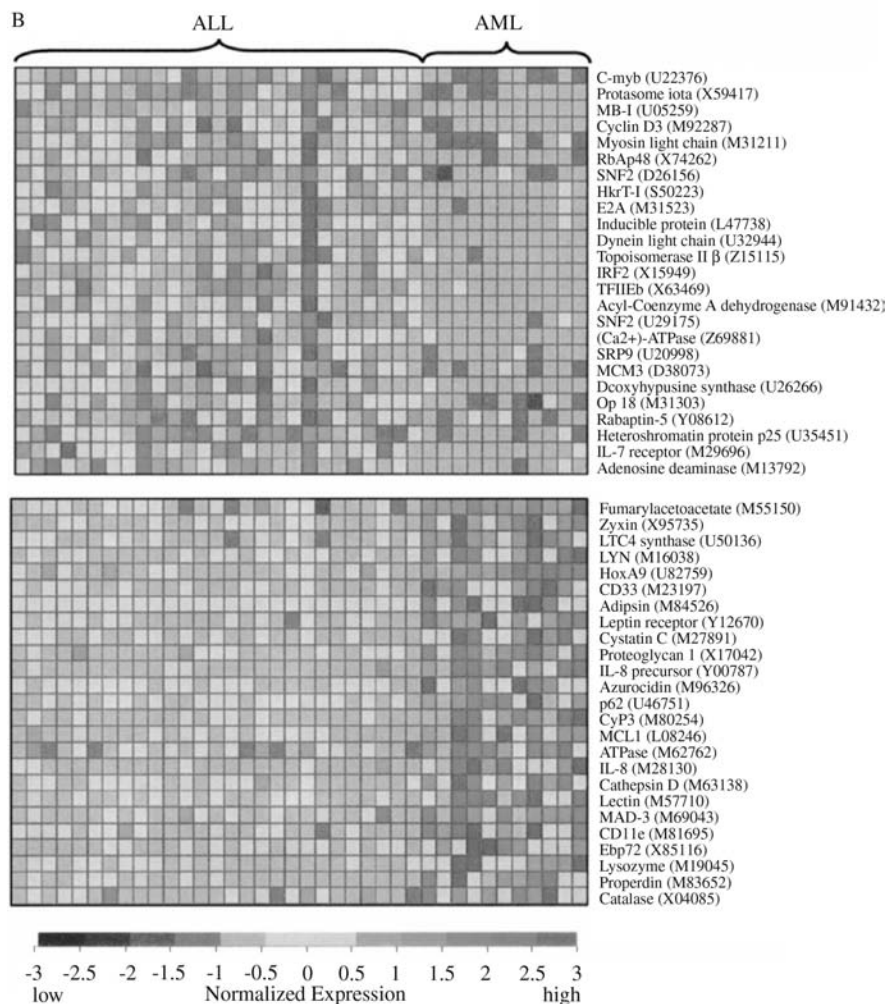 B
ALL AML
C-myb (U22376)
Protasome iota (X59417)
MB-I (U05259)
Cyclin D3 (M92287)
Myosin light chain (M31211)
RbAp48 (X74262)
SNF2 (D26156)
HkrT-I (S50223)
E2A (M31523)
Inducible protein (L47738)
Dynein light chain (U32944)
Topoisomerase II β (Z15115)
IRF2 (X15949)
TFIIEb (X63469)
Acyl-Coenzyme A dehydrogenase (M91432)
SNF2 (U29175)
(Ca2+)-ATPase (Z69881)
SRP9 (U20998)
MCM3 (D38073)
Dcoxyhypusine synthase (U26266)
Op 18 (M31303)
Rabaptin-5 (Y08612)
Heteroshromatin protein p25 (U35451)
IL-7 receptor (M29696)
Adenosine deaminase (M13792)
Fumarylacetoacetate (M55150)
Zyxin (X95735)
LTC4 synthase (U50136)
LYN (M16038)
HoxA9 (U82759)
CD33 (M23197)
Adipsin (M84526)
Leptin receptor (Y12670)
Cystatin C (M27891)
Proteoglycan 1 (X17042)
IL-8 precursor (Y00787)
Azurocidin (M96326)
p62 (U46751)
CyP3 (M80254)
MCL1 (L08246)
ATPase (M62762)
IL-8 (M28130)
Cathepsin D (M63138)
Lectin (M57710)
MAD-3 (M69043)
CD11e (M81695)
Ebp72 (X85116)
Lysozyme (M19045)
Properdin (M83652)
Catalase (X04085)
-3 -2.5 -2 -1.5 -1 -0.5 0 0.5 1 1.5 2 2.5 3
low Normalized Expression high